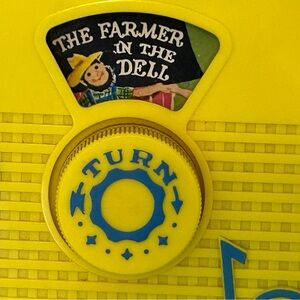 THE FARMER
IN THE
DELL
TURN